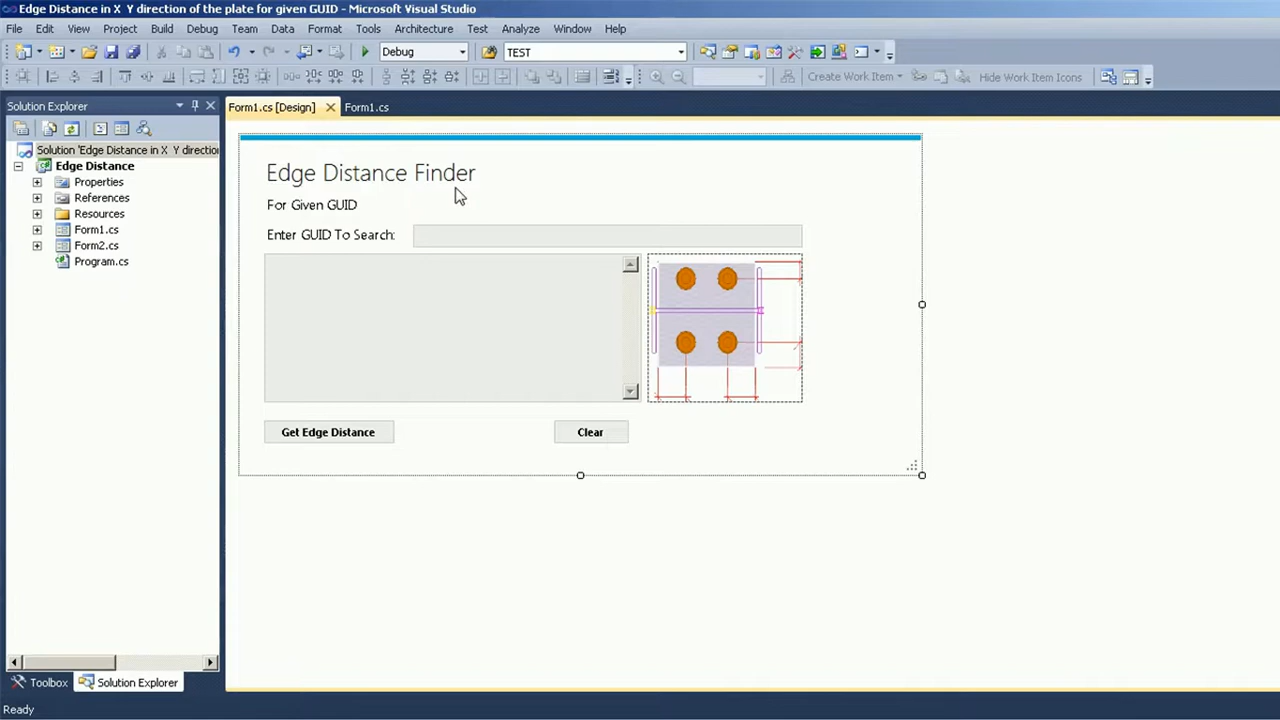 Edge Distance in X Y direction of the plate for given GUID - Microsoft Visual Studio
File Edit View Project Build Debug Team Data Format Tools Architecture Test Analyze Window Help
Debug TEST
Create Work Item Hide Work Item Icons
Solution Explorer
Form1.cs [Design] Form1.cs
Solution 'Edge Distance in X Y direction
Edge Distance
Properties
References
Resources
Form1.cs
Form2.cs
Program.cs
Edge Distance Finder
For Given GUID
Enter GUID To Search:
Get Edge Distance Clear
Toolbox Solution Explorer
Ready